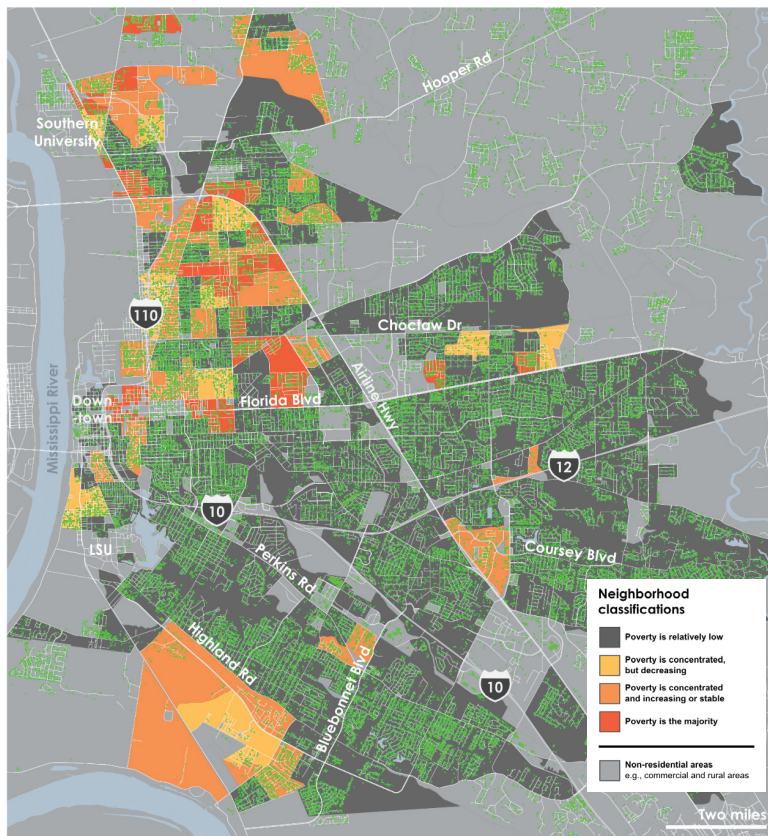 Hooper Rd
Southern
University
110
Choctaw Dr
Mississippi River
Airline Hwy
Down
-town
Florida Blvd
12
10
LSU
Perkins Rd
Coursey Blvd
Highland Rd
Bluebonnet Blvd
10
Neighborhood
classifications
Poverty is relatively low
Poverty is concentrated,
but decreasing
Poverty is concentrated
and increasing or stable
Poverty is the majority
Non-residential areas
e.g., commercial and rural areas
Two miles